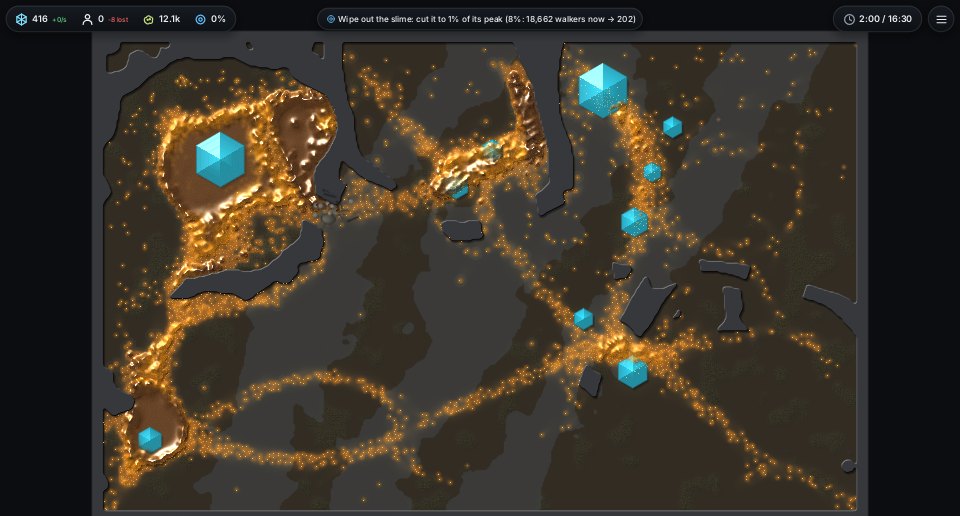 416 +0/s 0 -8 lost 12.1k 0%
Wipe out the slime: cut it to 1% of its peak (8%: 18,662 walkers now → 202)
2:00 / 16:30